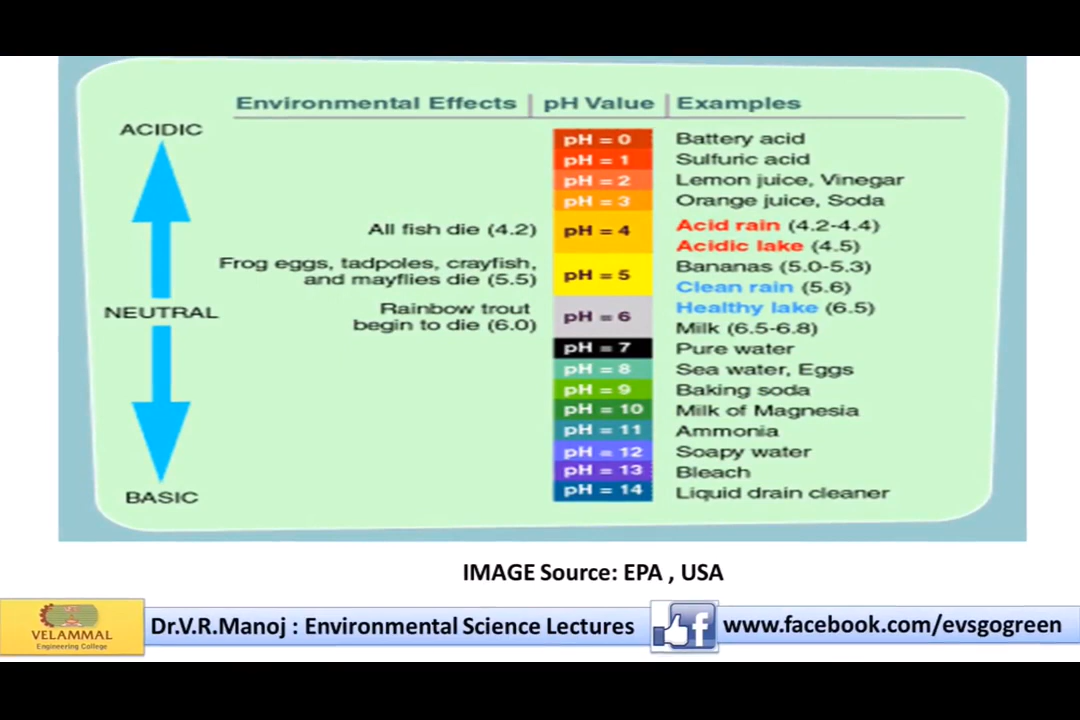 Environmental Effects | pH Value | Examples
ACIDIC
NEUTRAL
BASIC
All fish die (4.2)
Frog eggs, tadpoles, crayfish,
and mayflies die (5.5)
Rainbow trout
begin to die (6.0)
pH = 0 Battery acid
pH = 1 Sulfuric acid
pH = 2 Lemon juice, Vinegar
pH = 3 Orange juice, Soda
pH = 4 Acid rain (4.2-4.4)
Acidic lake (4.5)
pH = 5 Bananas (5.0-5.3)
Clean rain (5.6)
pH = 6 Healthy lake (6.5)
Milk (6.5-6.8)
pH = 7 Pure water
pH = 8 Sea water, Eggs
pH = 9 Baking soda
pH = 10 Milk of Magnesia
pH = 11 Ammonia
pH = 12 Soapy water
pH = 13 Bleach
pH = 14 Liquid drain cleaner
IMAGE Source: EPA , USA
VELAMMAL
Engineering College
Dr.V.R.Manoj : Environmental Science Lectures
www.facebook.com/evsgogreen